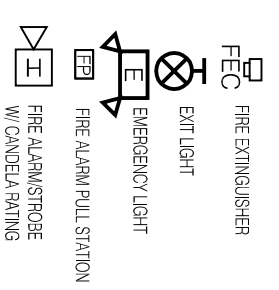 FEC FIRE EXTINGUISHER
EXIT LIGHT
E EMERGENCY LIGHT
FP FIRE ALARM PULL STATION
H FIRE ALARM/STROBE
W/ CANDELA RATING